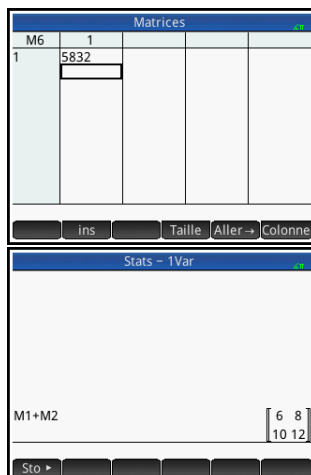 Matrices
M6 1
1 5832
ins Taille Aller→ Colonne
Stats – 1Var
M1+M2 [6 8
10 12]
Sto ►